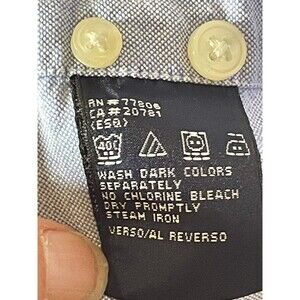 RN # 77806
CA # 20781
(ESO)
40
WASH DARK COLORS
SEPARATELY
NO CHLORINE BLEACH
DRY PROMPTLY
STEAM IRON
VERSO/AL REVERSO